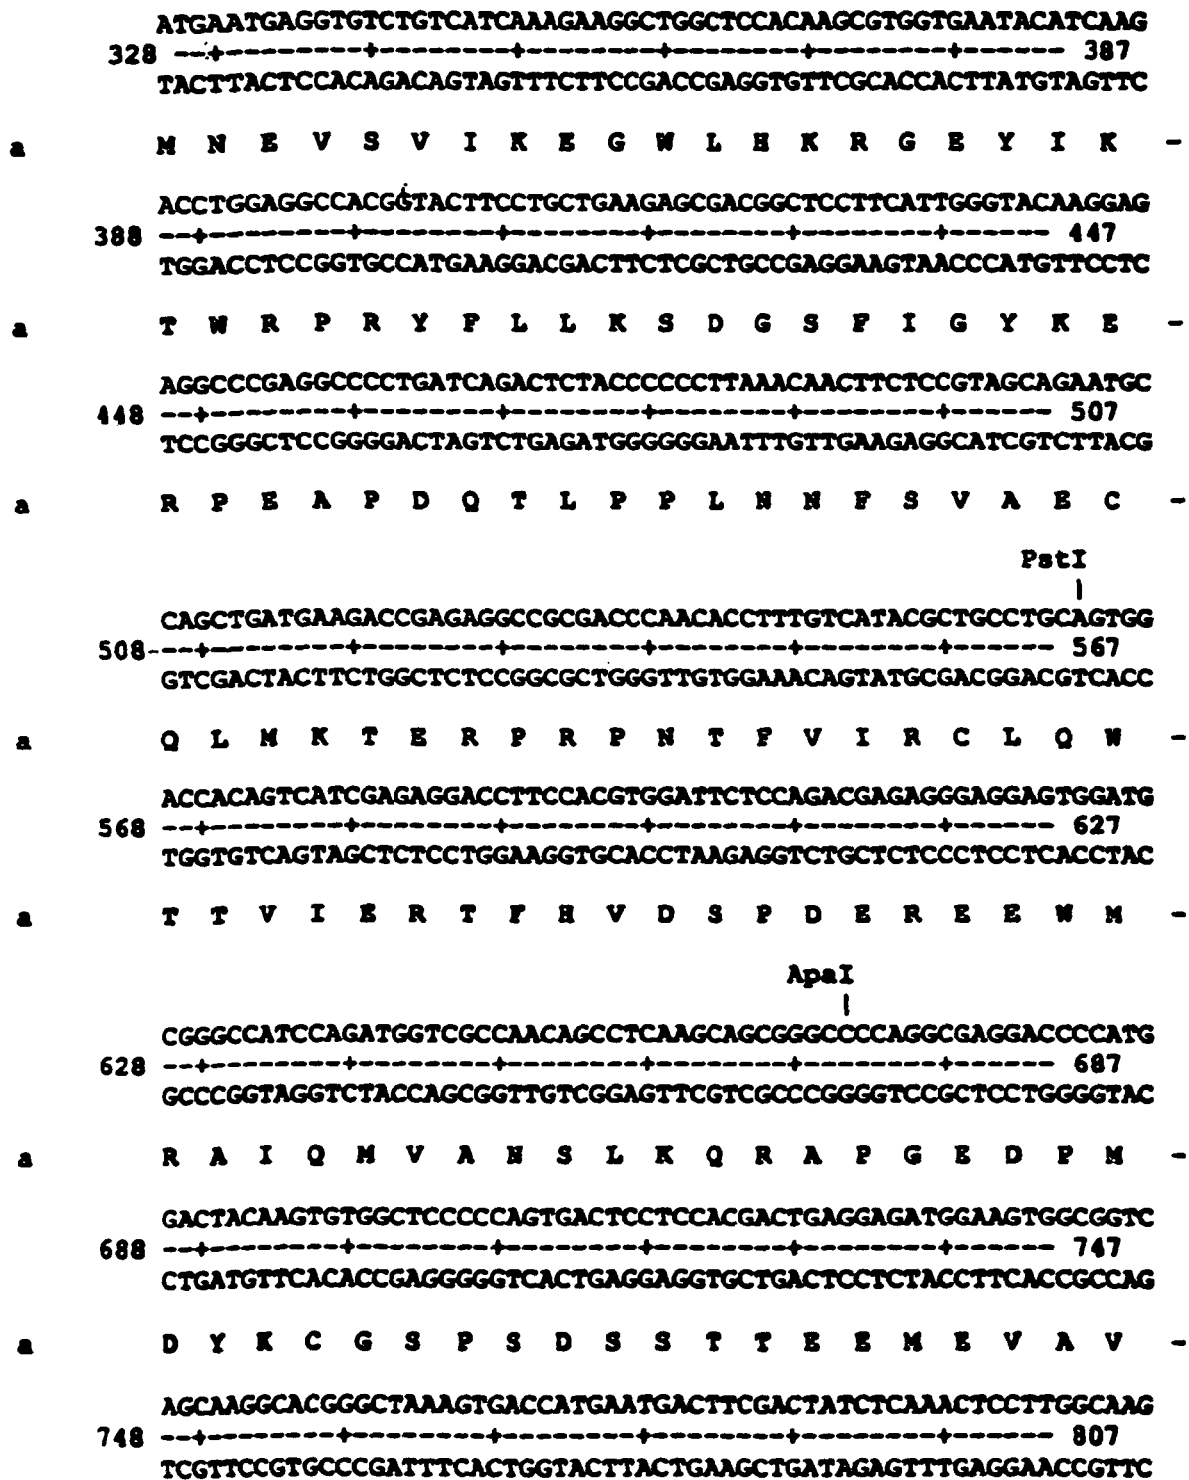 ATGAATGAGGTGTCTGTCATCAAAGAAGGCTGGCTCCACAAGCGTGGTGAATACATCAAG
328 --+---------+---------+---------+---------+---------+------- 387
TACTTACTCCACAGACAGTAGTTTCTTCCGACCGAGGTGTTCGCACCACTTATGTAGTTC
a M N E V S V I K E G W L H K R G E Y I K -
ACCTGGAGGCCACGGTACTTCCTGCTGAAGAGCGACGGCTCCTTCATTGGGTACAAGGAG
388 --+---------+---------+---------+---------+---------+------- 447
TGGACCTCCGGTGCCATGAAGGACGACTTCTCGCTGCCGAGGAAGTAACCCATGTTCCTC
a T W R P R Y F L L K S D G S F I G Y K E -
AGGCCCGAGGCCCCTGATCAGACTCTACCCCCCTTAAACAACTTCTCCGTAGCAGAATGC
448 --+---------+---------+---------+---------+---------+------- 507
TCCGGGCTCCGGGGACTAGTCTGAGATGGGGGGAATTTGTTGAAGAGGCATCGTCTTACG
a R P E A P D Q T L P P L N N F S V A E C -
PstI
CAGCTGATGAAGACCGAGAGGCCGCGACCCAACACCTTTGTCATACGCTGCCTGCAGTGG
508---+---------+---------+---------+---------+---------+------- 567
GTCGACTACTTCTGGCTCTCCGGCGCTGGGTTGTGGAAACAGTATGCGACGGACGTCACC
a Q L M K T E R P R P N T F V I R C L Q W -
ACCACAGTCATCGAGAGGACCTTCCACGTGGATTCTCCAGACGAGAGGGAGGAGTGGATG
568 --+---------+---------+---------+---------+---------+------- 627
TGGTGTCAGTAGCTCTCCTGGAAGGTGCACCTAAGAGGTCTGCTCTCCCTCCTCACCTAC
a T T V I E R T F H V D S P D E R E E W M -
ApaI
CGGGCCATCCAGATGGTCGCCAACAGCCTCAAGCAGCGGGCCCCAGGCGAGGACCCCATG
628 --+---------+---------+---------+---------+---------+------- 687
GCCCGGTAGGTCTACCAGCGGTTGTCGGAGTTCGTCGCCCGGGGTCCGCTCCTGGGGTAC
a R A I Q M V A N S L K Q R A P G E D P M -
GACTACAAGTGTGGCTCCCCCAGTGACTCCTCCACGACTGAGGAGATGGAAGTGGCGGTC
688 --+---------+---------+---------+---------+---------+------- 747
CTGATGTTCACACCGAGGGGGTCACTGAGGAGGTGCTGACTCCTCTACCTTCACCGCCAG
a D Y K C G S P S D S S T T E E M E V A V -
AGCAAGGCACGGGCTAAAGTGACCATGAATGACTTCGACTATCTCAAACTCCTTGGCAAG
748 --+---------+---------+---------+---------+---------+------- 807
TCGTTCCGTGCCCGATTTCACTGGTACTTACTGAAGCTGATAGAGTTTGAGGAACCGTTC